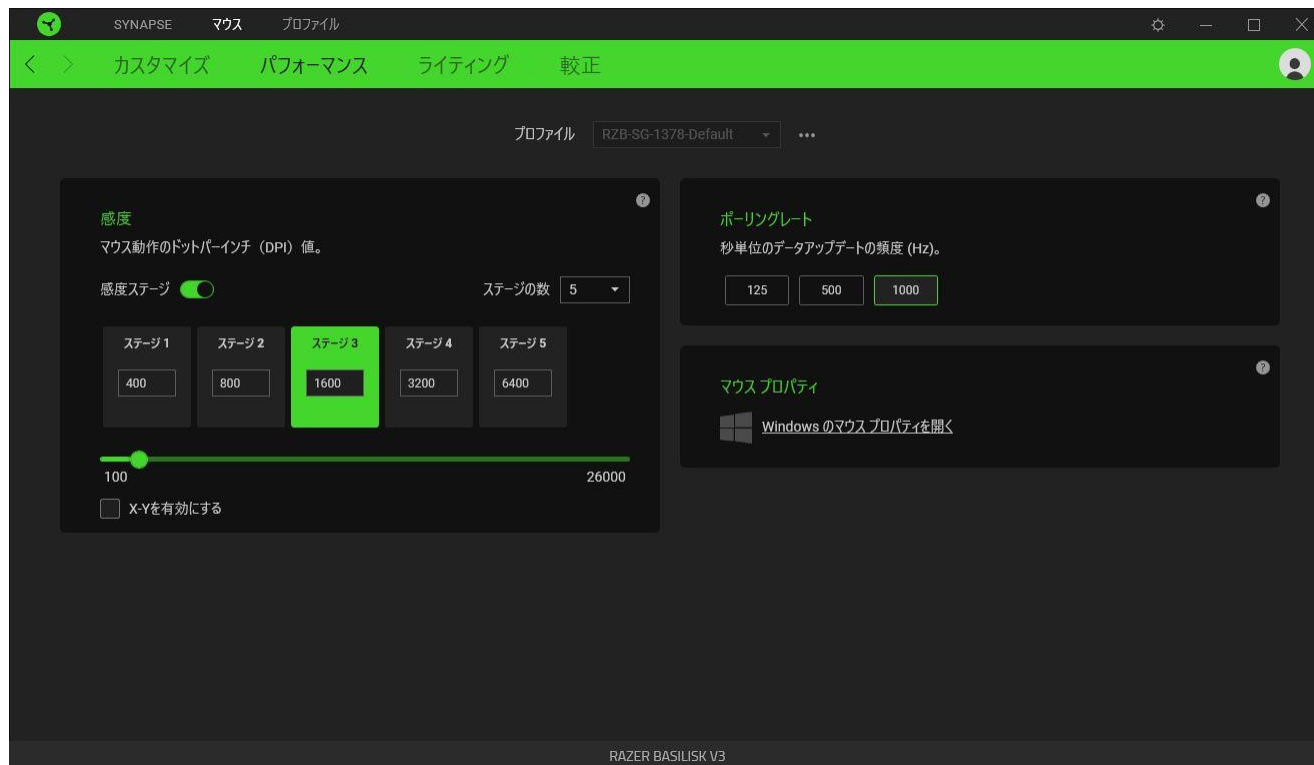 SYNAPSE マウス プロファイル
カスタマイズ パフォーマンス ライティング 較正
プロファイル RZB-SG-1378-Default
感度
マウス動作のドットパーインチ（DPI）値。
感度ステージ ステージの数 5
ステージ 1 ステージ 2 ステージ 3 ステージ 4 ステージ 5
400 800 1600 3200 6400
100 26000
X-Yを有効にする
ポーリングレート
秒単位のデータアップデートの頻度 (Hz)。
125 500 1000
マウス プロパティ
Windows のマウス プロパティを開く
RAZER BASILISK V3